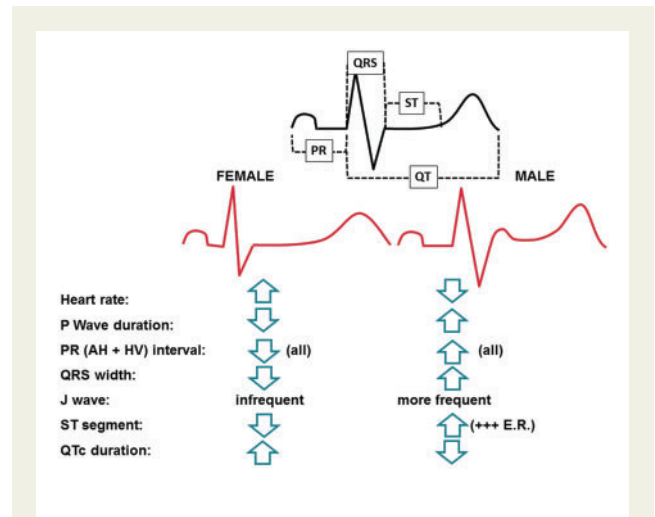 QRS
ST
PR
QT
FEMALE MALE
Heart rate:
P Wave duration:
PR (AH + HV) interval: (all) (all)
QRS width:
J wave: infrequent more frequent
ST segment: (+++ E.R.)
QTc duration: